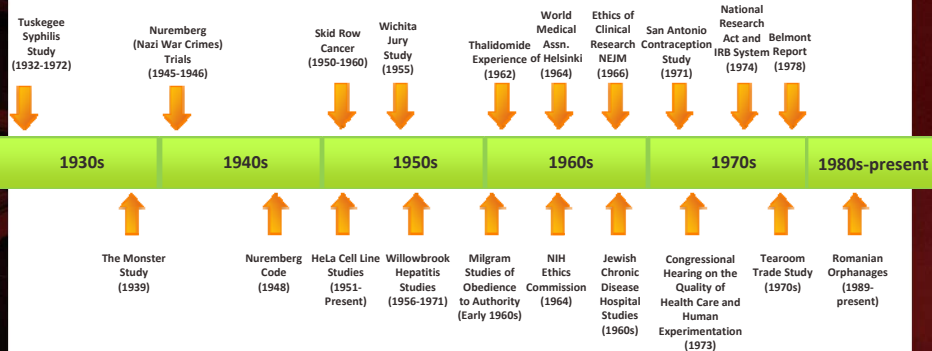 Tuskegee
Syphilis
Study
(1932-1972)
Nuremberg
(Nazi War Crimes)
Trials
(1945-1946)
Skid Row
Cancer
(1950-1960)
Wichita
Jury
Study
(1955)
Thalidomide
Experience
(1962)
World
Medical
Assn.
of Helsinki
(1964)
Ethics of
Clinical
Research
NEJM
(1966)
San Antonio
Contraception
Study
(1971)
National
Research
Act and
IRB System
(1974)
Belmont
Report
(1978)
1930s
1940s
1950s
1960s
1970s
1980s-present
The Monster
Study
(1939)
Nuremberg
Code
(1948)
HeLa Cell Line
Studies
(1951-
Present)
Willowbrook
Hepatitis
Studies
(1956-1971)
Milgram
Studies of
Obedience
to Authority
(Early 1960s)
NIH
Ethics
Commission
(1964)
Jewish
Chronic
Disease
Hospital
Studies
(1960s)
Congressional
Hearing on the
Quality of
Health Care and
Human
Experimentation
(1973)
Tearoom
Trade Study
(1970s)
Romanian
Orphanages
(1989-
present)